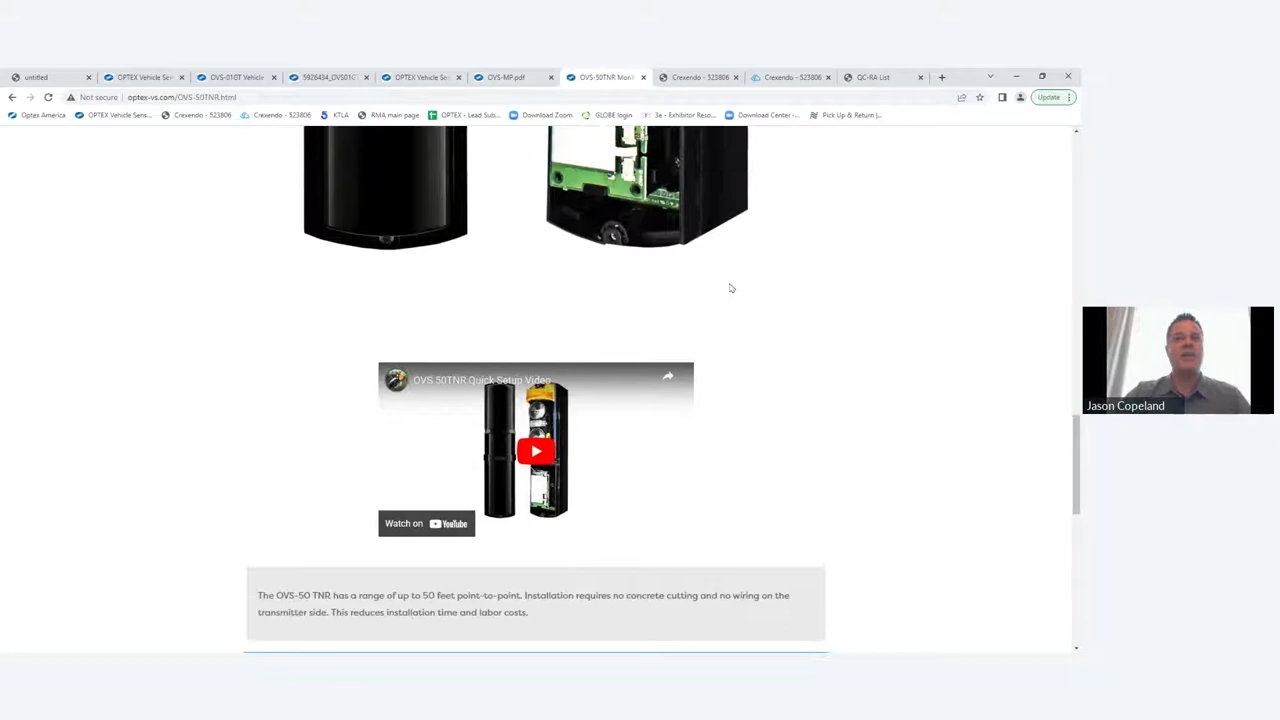 untitled
OPTEX Vehicle Sen
OVS-01GT Vehicle
5926434_OVS01G
OPTEX Vehicle Se
OVS-MP.pdf
OVS-50TNR Moni
Crexendo - 523806
Crexendo - 523806
QC-RA List
Not secure | optex-vs.com/OVS-50TNR.html
Update
Optex America
OPTEX Vehicle Sens...
Crexendo - 523806
Crexendo - 523806
KTLA
RMA main page
OPTEX - Lead Sub...
Download Zoom
GLOBE login
3e - Exhibitor Reso...
Download Center -...
Pick Up & Return |...
OVS 50TNR Quick Setup Video
Watch on YouTube
Jason Copeland
The OVS-50 TNR has a range of up to 50 feet point-to-point. Installation requires no concrete cutting and no wiring on the
transmitter side. This reduces installation time and labor costs.